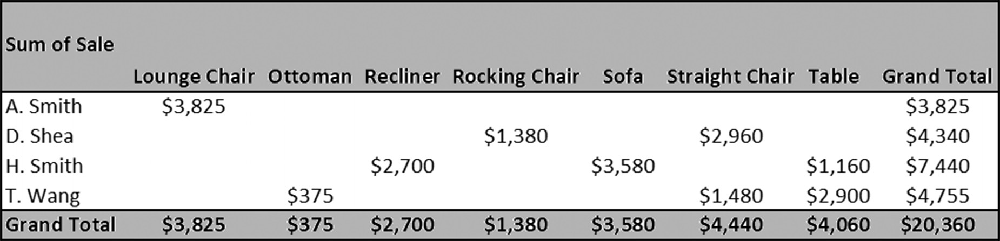 Sum of Sale
Lounge Chair Ottoman Recliner Rocking Chair Sofa Straight Chair Table Grand Total
A. Smith $3,825 $3,825
D. Shea $1,380 $2,960 $4,340
H. Smith $2,700 $3,580 $1,160 $7,440
T. Wang $375 $1,480 $2,900 $4,755
Grand Total $3,825 $375 $2,700 $1,380 $3,580 $4,440 $4,060 $20,360